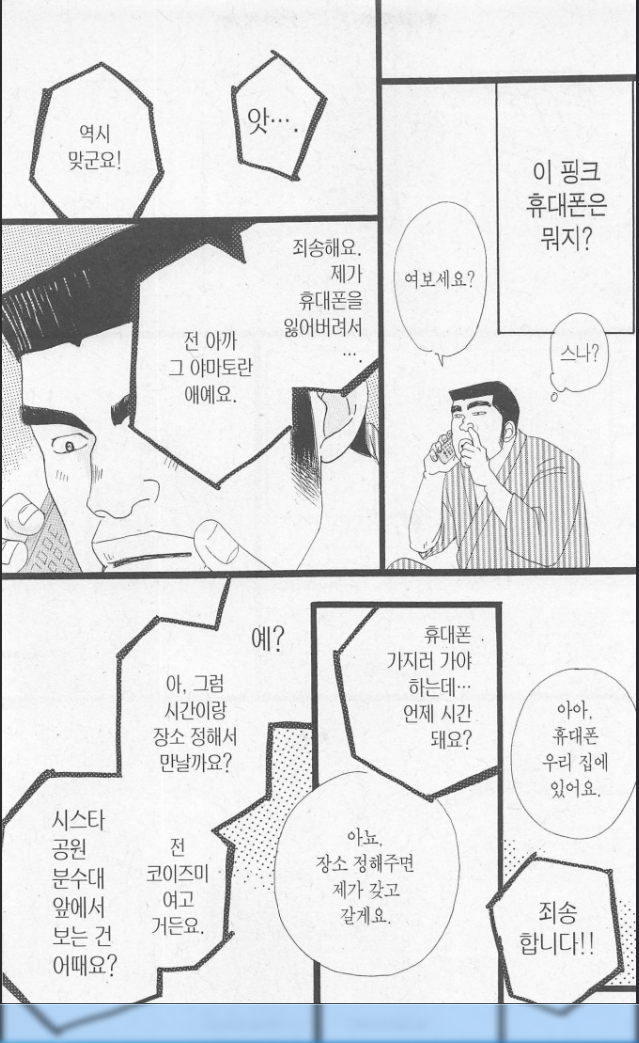 이 핑크
휴대폰은
뭐지?
스나?
여보세요?
앗….
역시
맞군요!
죄송해요.
제가
휴대폰을
잃어버려서
….
전 아까
그 야마토란
애예요.
아아,
휴대폰
우리 집에
있어요.
죄송
합니다!!
휴대폰
가지러 가야
하는데…
언제 시간
돼요?
아뇨,
장소 정해주면
제가 갖고
갈게요.
예?
아, 그럼
시간이랑
장소 정해서
만날까요?
전
코이즈미
여고
거든요.
시스타
공원
분수대
앞에서
보는 건
어때요?